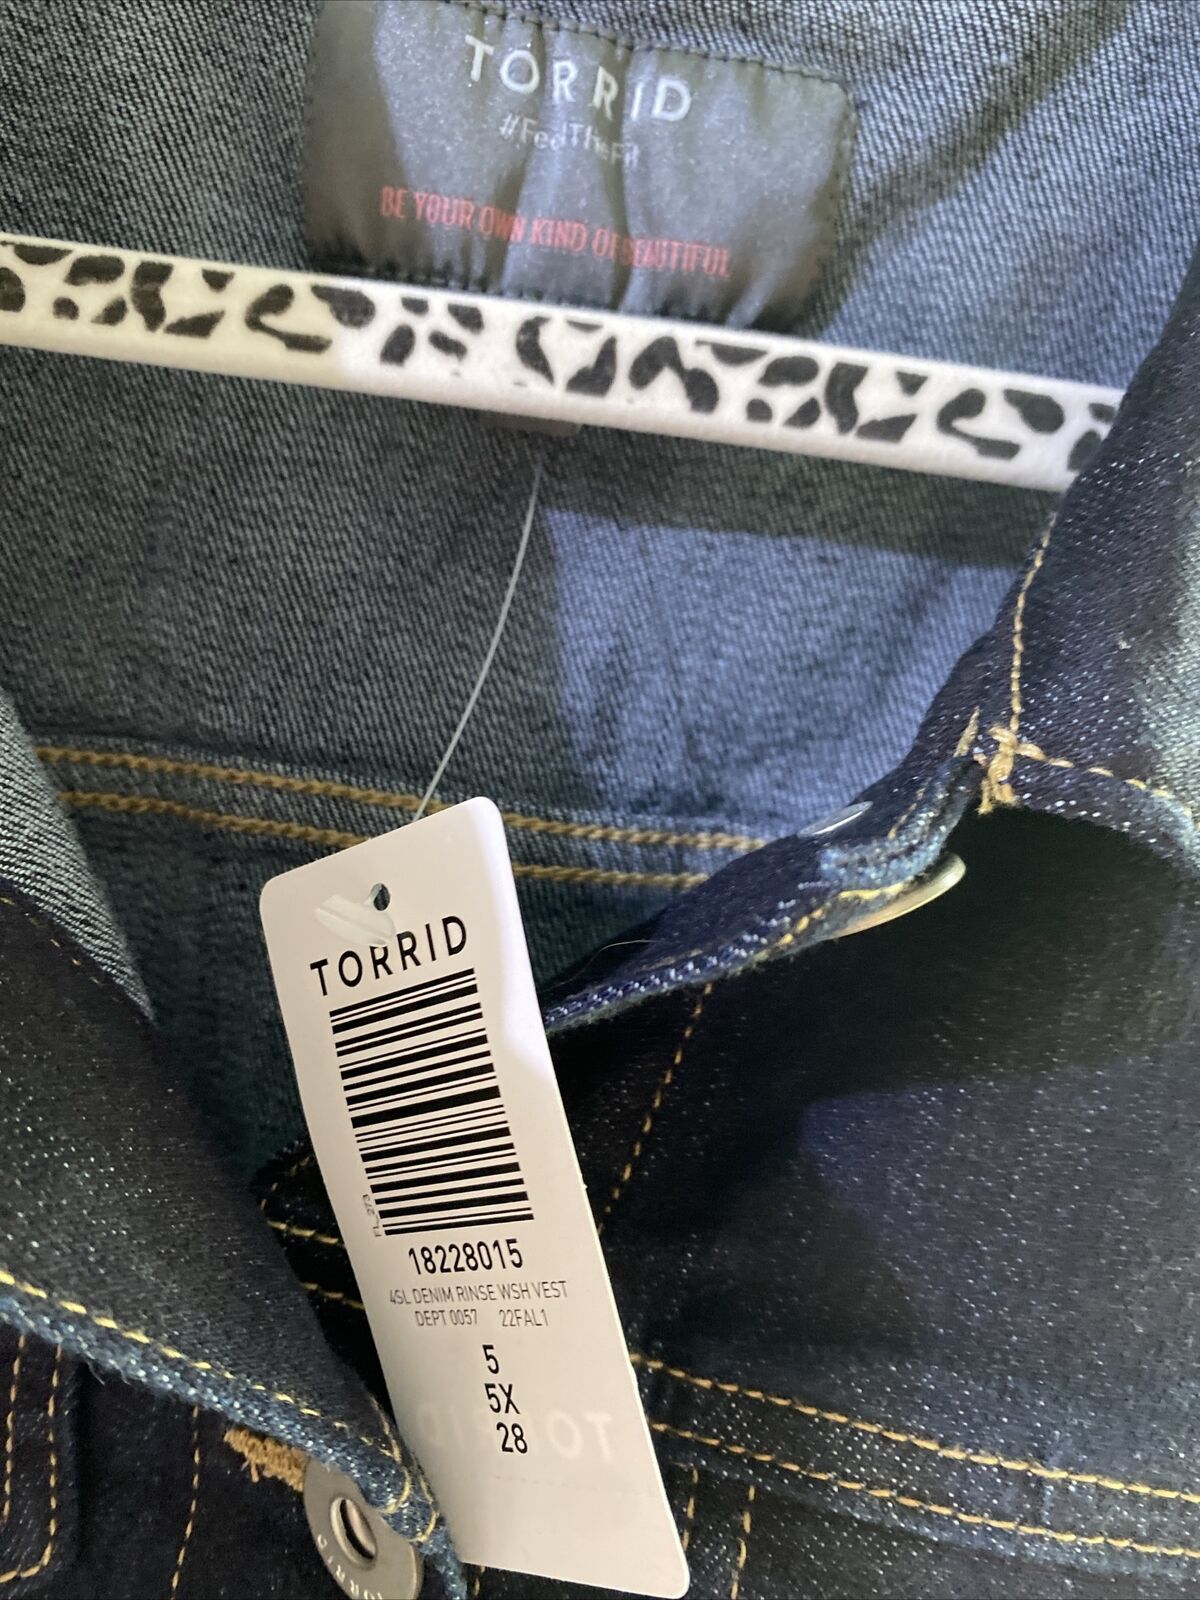 TORRID
#FeelTheFit
BE YOUR OWN KIND OF BEAUTIFUL
TORRID
18228015
4SL DENIM RINSE WSH VEST
DEPT 0057 22FAL1
5
5X
28